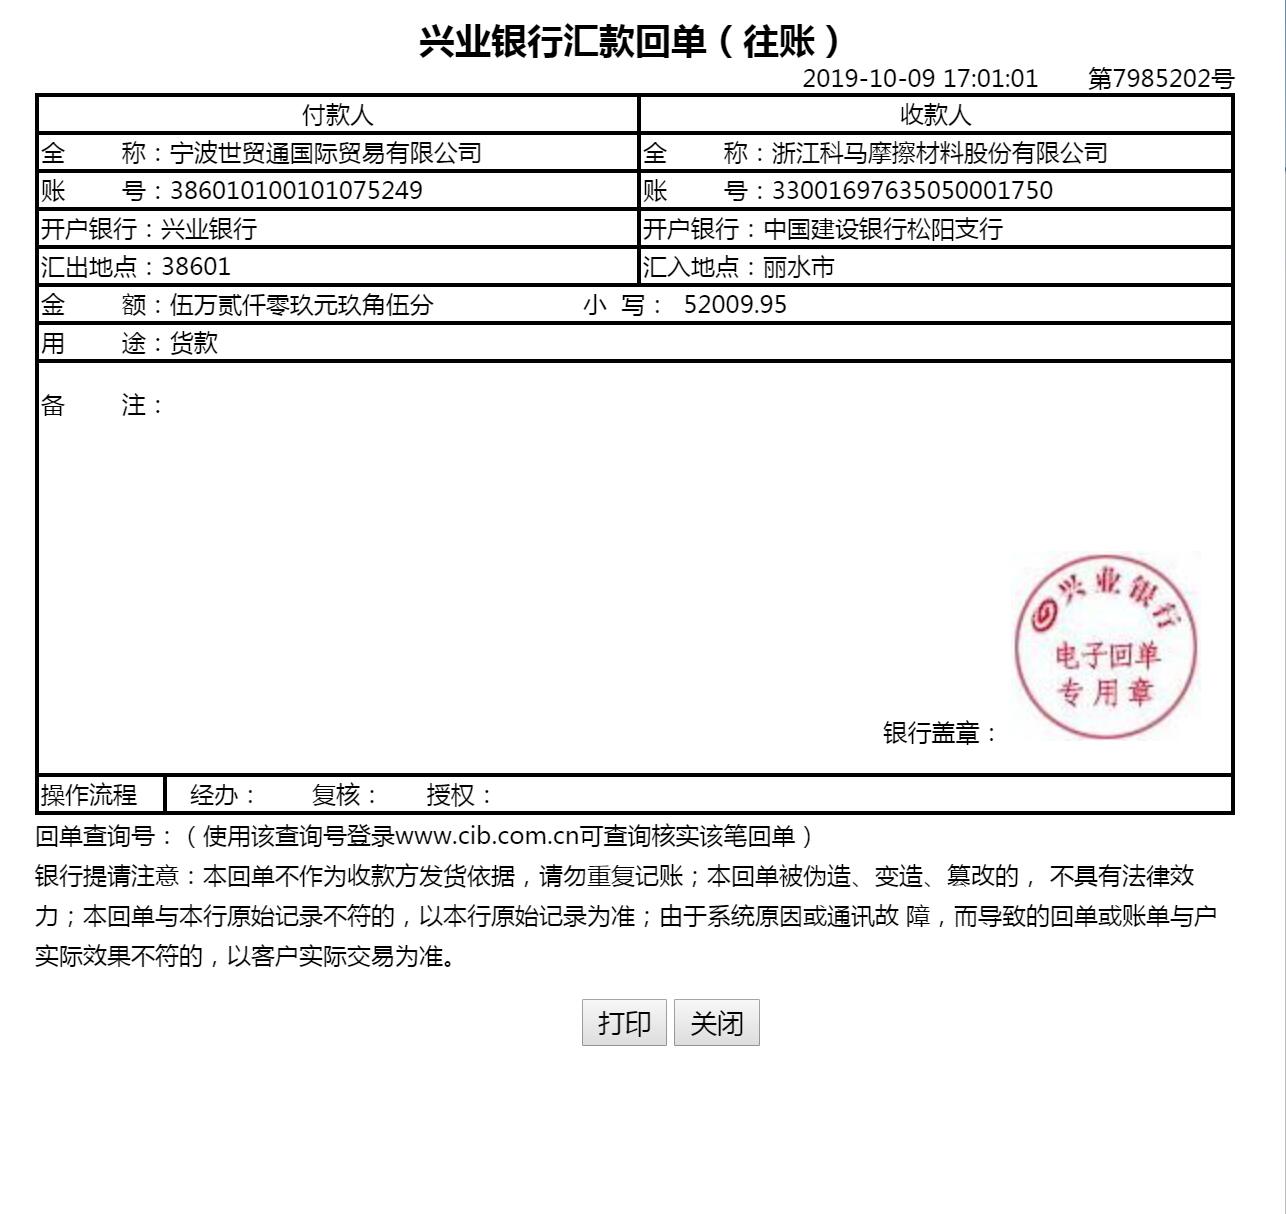 兴业银行汇款回单（往账）
2019-10-09 17:01:01 第7985202号
付款人 收款人
全 称：宁波世贸通国际贸易有限公司 全 称：浙江科马摩擦材料股份有限公司
账 号：386010100101075249 账 号：33001697635050001750
开户银行：兴业银行 开户银行：中国建设银行松阳支行
汇出地点：38601 汇入地点：丽水市
金 额：伍万贰仟零玖元玖角伍分 小 写： 52009.95
用 途：货款
备 注：
兴业银行
电子回单
专用章
银行盖章：
操作流程 经办： 复核： 授权：
回单查询号：（使用该查询号登录www.cib.com.cn可查询核实该笔回单）
银行提请注意：本回单不作为收款方发货依据，请勿重复记账；本回单被伪造、变造、篡改的， 不具有法律效
力；本回单与本行原始记录不符的，以本行原始记录为准；由于系统原因或通讯故 障，而导致的回单或账单与户
实际效果不符的，以客户实际交易为准。
打印 关闭